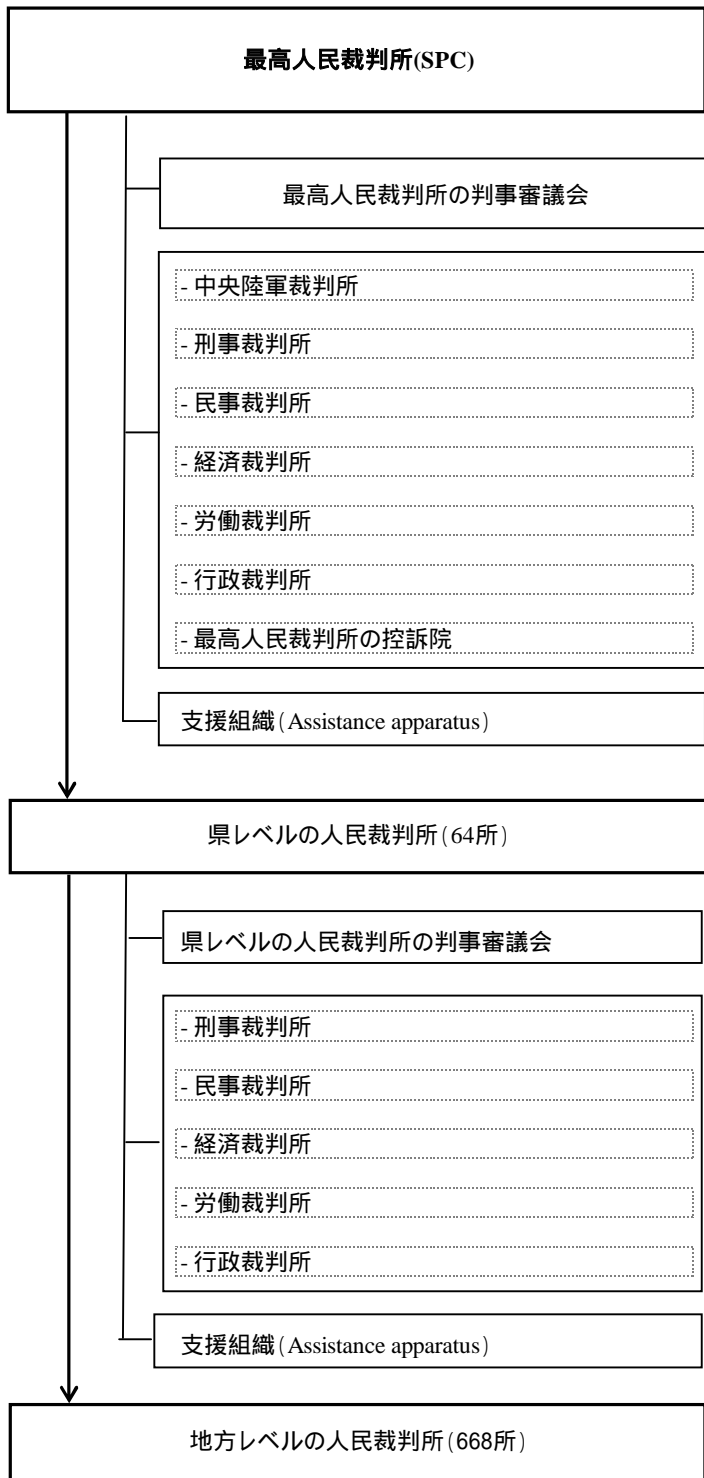 最高人民裁判所(SPC)
最高人民裁判所の判事審議会
- 中央陸軍裁判所
- 刑事裁判所
- 民事裁判所
- 経済裁判所
- 労働裁判所
- 行政裁判所
- 最高人民裁判所の控訴院
支援組織(Assistance apparatus)
県レベルの人民裁判所(64所)
県レベルの人民裁判所の判事審議会
- 刑事裁判所
- 民事裁判所
- 経済裁判所
- 労働裁判所
- 行政裁判所
支援組織(Assistance apparatus)
地方レベルの人民裁判所(668所)